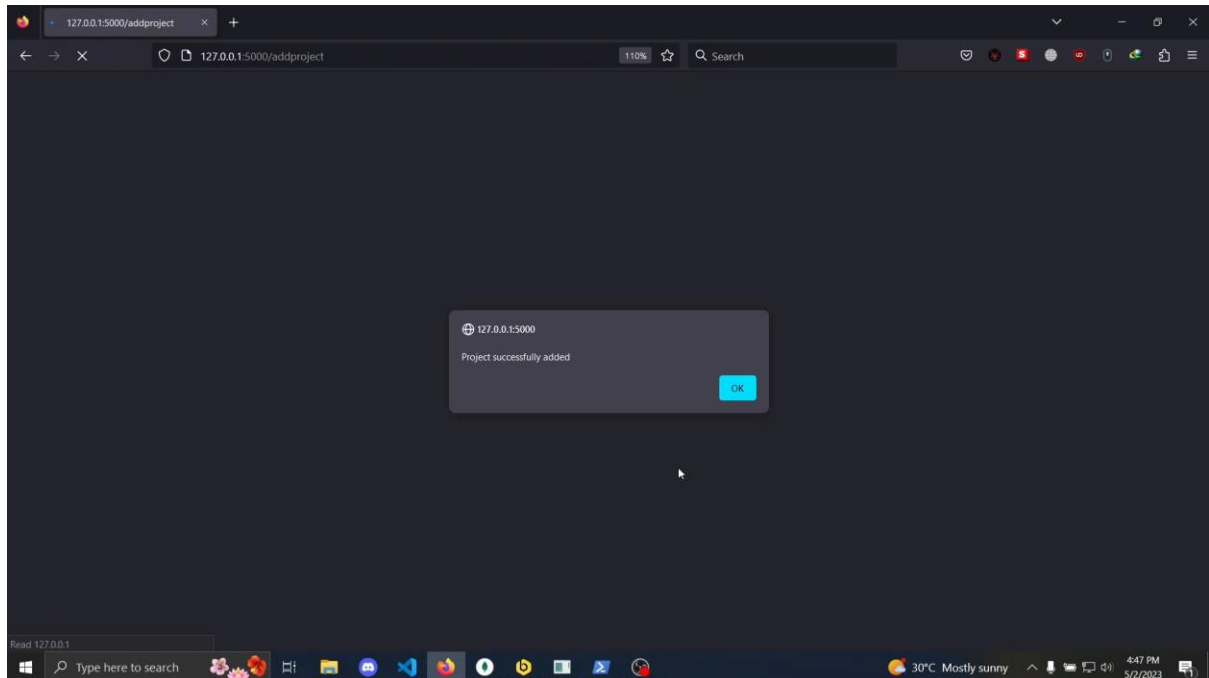 127.0.0.1:5000/addproject
127.0.0.1:5000/addproject 110% Search
127.0.0.1:5000
Project successfully added
OK
Read 127.0.0.1
Type here to search 30°C Mostly sunny 4:47 PM
5/2/2023